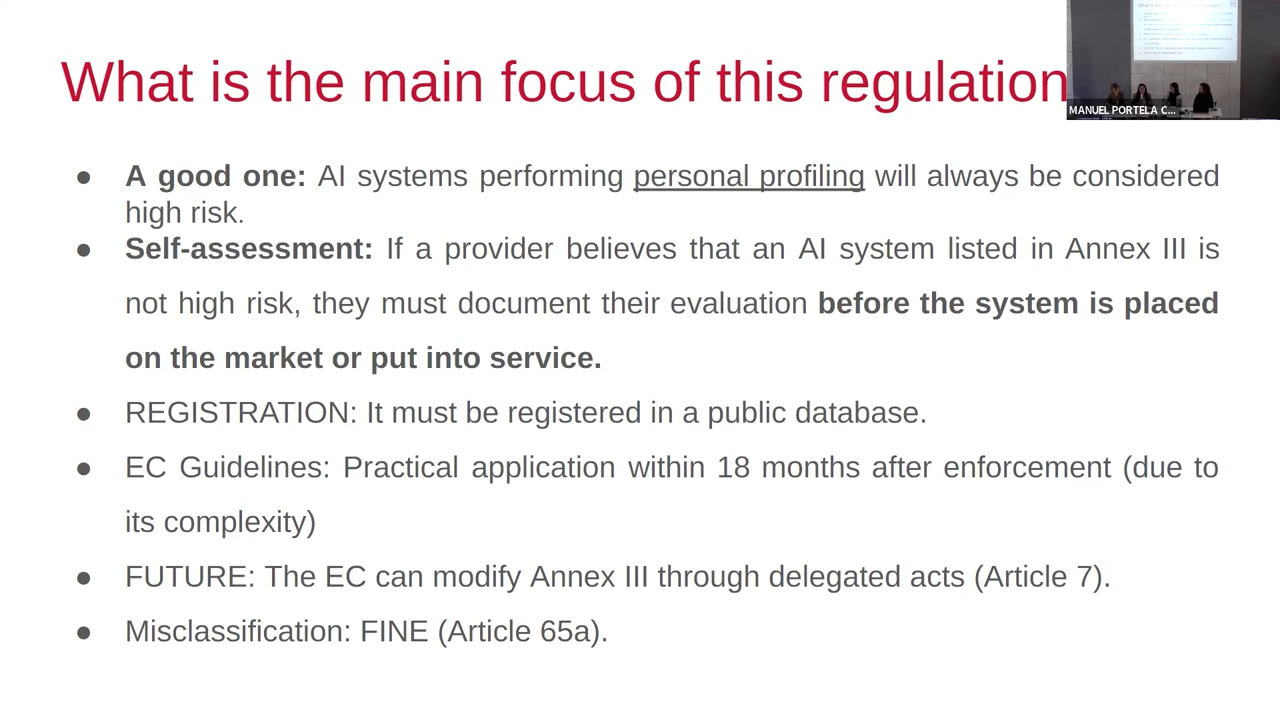 What is the main focus of this regulation
MANUEL PORTELA C...
● A good one: AI systems performing personal profiling will always be considered
high risk.
● Self-assessment: If a provider believes that an AI system listed in Annex III is
not high risk, they must document their evaluation before the system is placed
on the market or put into service.
● REGISTRATION: It must be registered in a public database.
● EC Guidelines: Practical application within 18 months after enforcement (due to
its complexity)
● FUTURE: The EC can modify Annex III through delegated acts (Article 7).
● Misclassification: FINE (Article 65a).